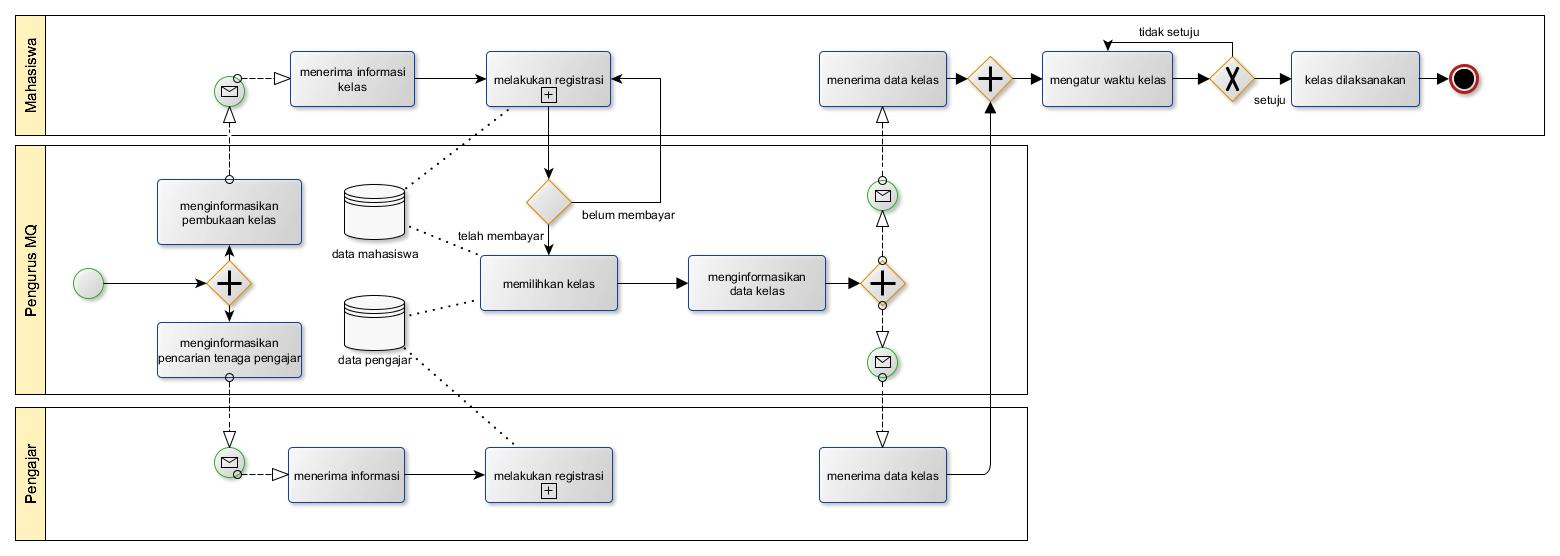 Mahasiswa
menerima informasi
kelas
melakukan registrasi
menerima data kelas
mengatur waktu kelas
tidak setuju
setuju
kelas dilaksanakan
Pengurus MQ
menginformasikan
pembukaan kelas
menginformasikan
pencarian tenaga pengajar
data mahasiswa
data pengajar
belum membayar
telah membayar
memilihkan kelas
menginformasikan
data kelas
Pengajar
menerima informasi
melakukan registrasi
menerima data kelas